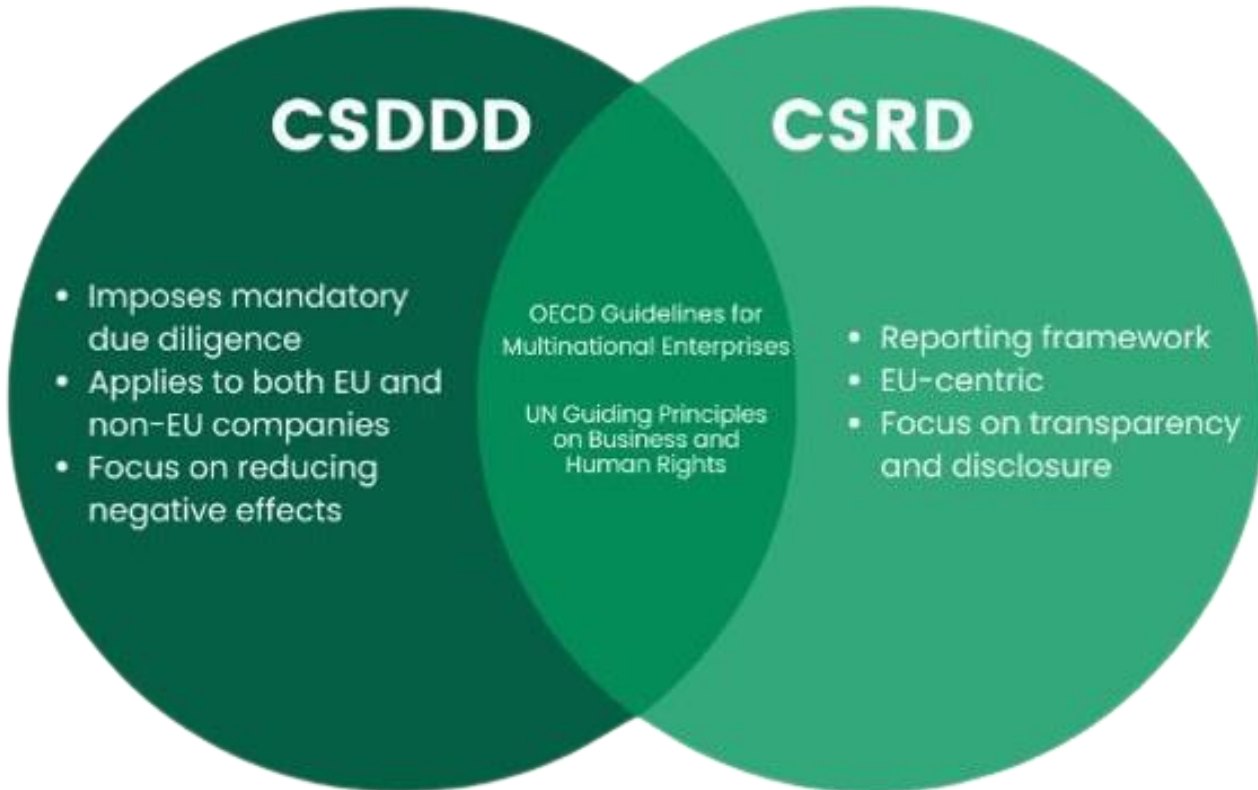 CSDDD
• Imposes mandatory
due diligence
• Applies to both EU and
non-EU companies
• Focus on reducing
negative effects
OECD Guidelines for
Multinational Enterprises
UN Guiding Principles
on Business and
Human Rights
CSRD
• Reporting framework
• EU-centric
• Focus on transparency
and disclosure